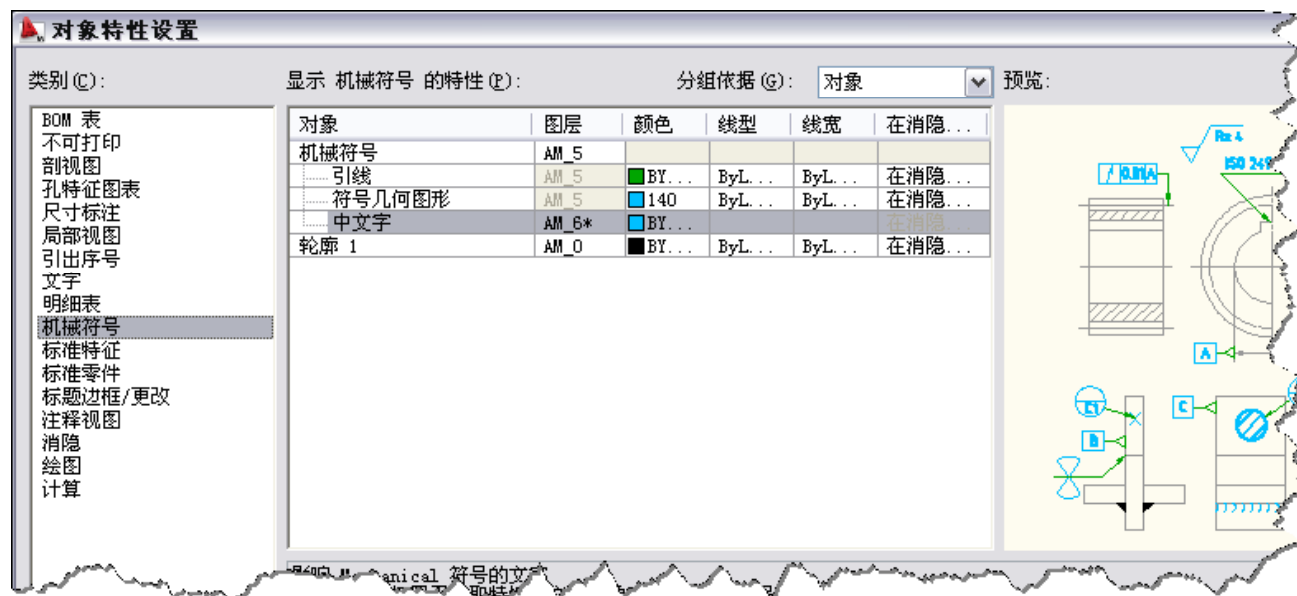 对象特性设置
类别(C):
显示 机械符号 的特性(P):
分组依据(G):
对象
预览:
BOM 表
不可打印
剖视图
孔特征图表
尺寸标注
局部视图
引出序号
文字
明细表
机械符号
标准特征
标准零件
标题边框/更改
注释视图
消隐
绘图
计算
对象 图层 颜色 线型 线宽 在消隐...
机械符号 AM_5
引线 AM_5 BY... ByL... ByL... 在消隐...
符号几何图形 AM_5 140 ByL... ByL... 在消隐...
中文字 AM_6* BY... 在消隐...
轮廓 1 AM_0 BY... ByL... ByL... 在消隐...
Rz 4
ISO 249
0.01 A
A
C1
C
B
符号的文